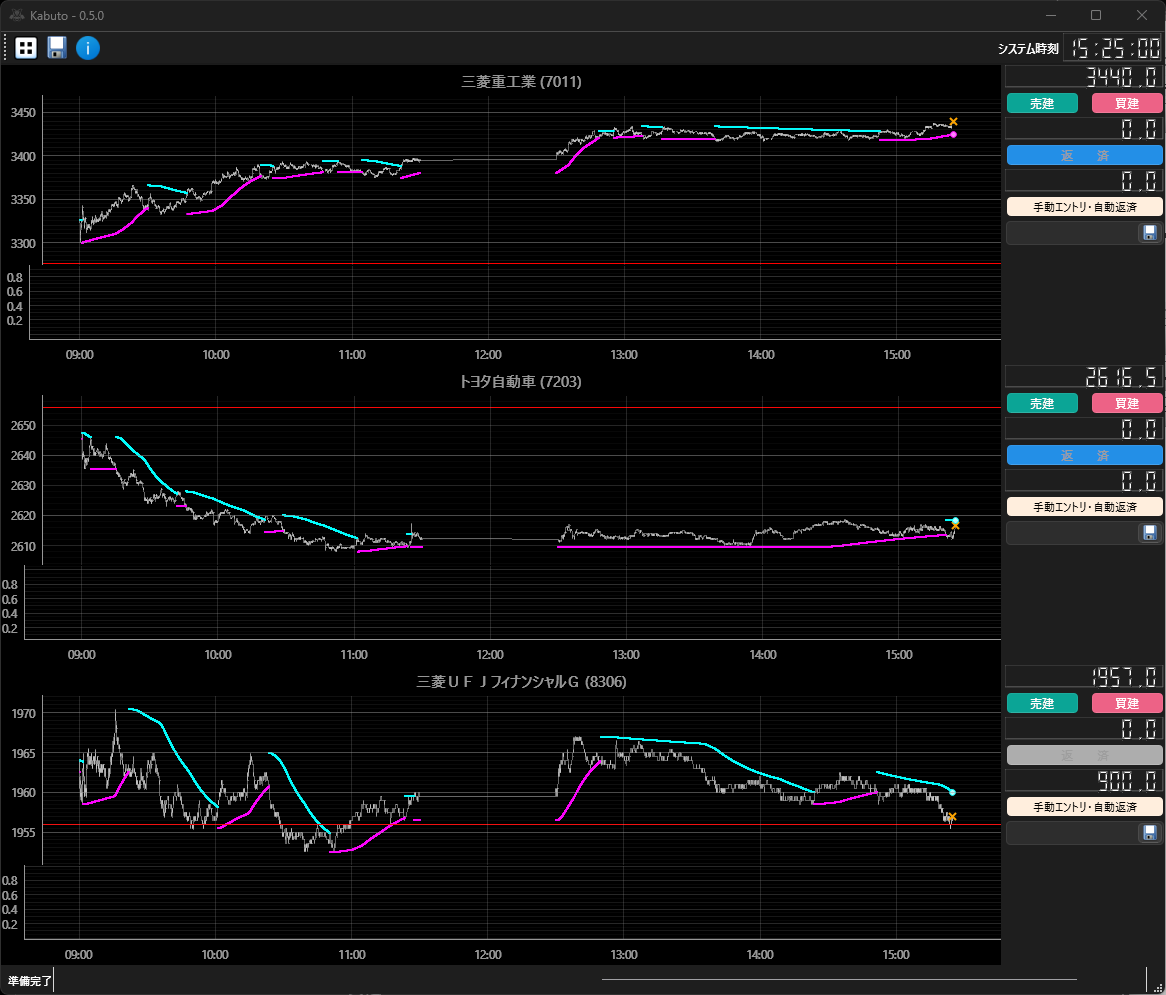 Kabuto - 0.5.0
システム時刻 15:25:00
三菱重工業 (7011)
3440.0
売建 買建
0.0
返 済
0.0
手動エントリ・自動返済
3450
3400
3350
3300
0.8
0.6
0.4
0.2
09:00 10:00 11:00 12:00 13:00 14:00 15:00
トヨタ自動車 (7203)
2616.5
売建 買建
0.0
返 済
0.0
手動エントリ・自動返済
2650
2640
2630
2620
2610
0.8
0.6
0.4
0.2
09:00 10:00 11:00 12:00 13:00 14:00 15:00
三菱ＵＦＪフィナンシャルＧ (8306)
1957.0
売建 買建
0.0
返 済
900.0
手動エントリ・自動返済
1970
1965
1960
1955
0.8
0.6
0.4
0.2
09:00 10:00 11:00 12:00 13:00 14:00 15:00
準備完了